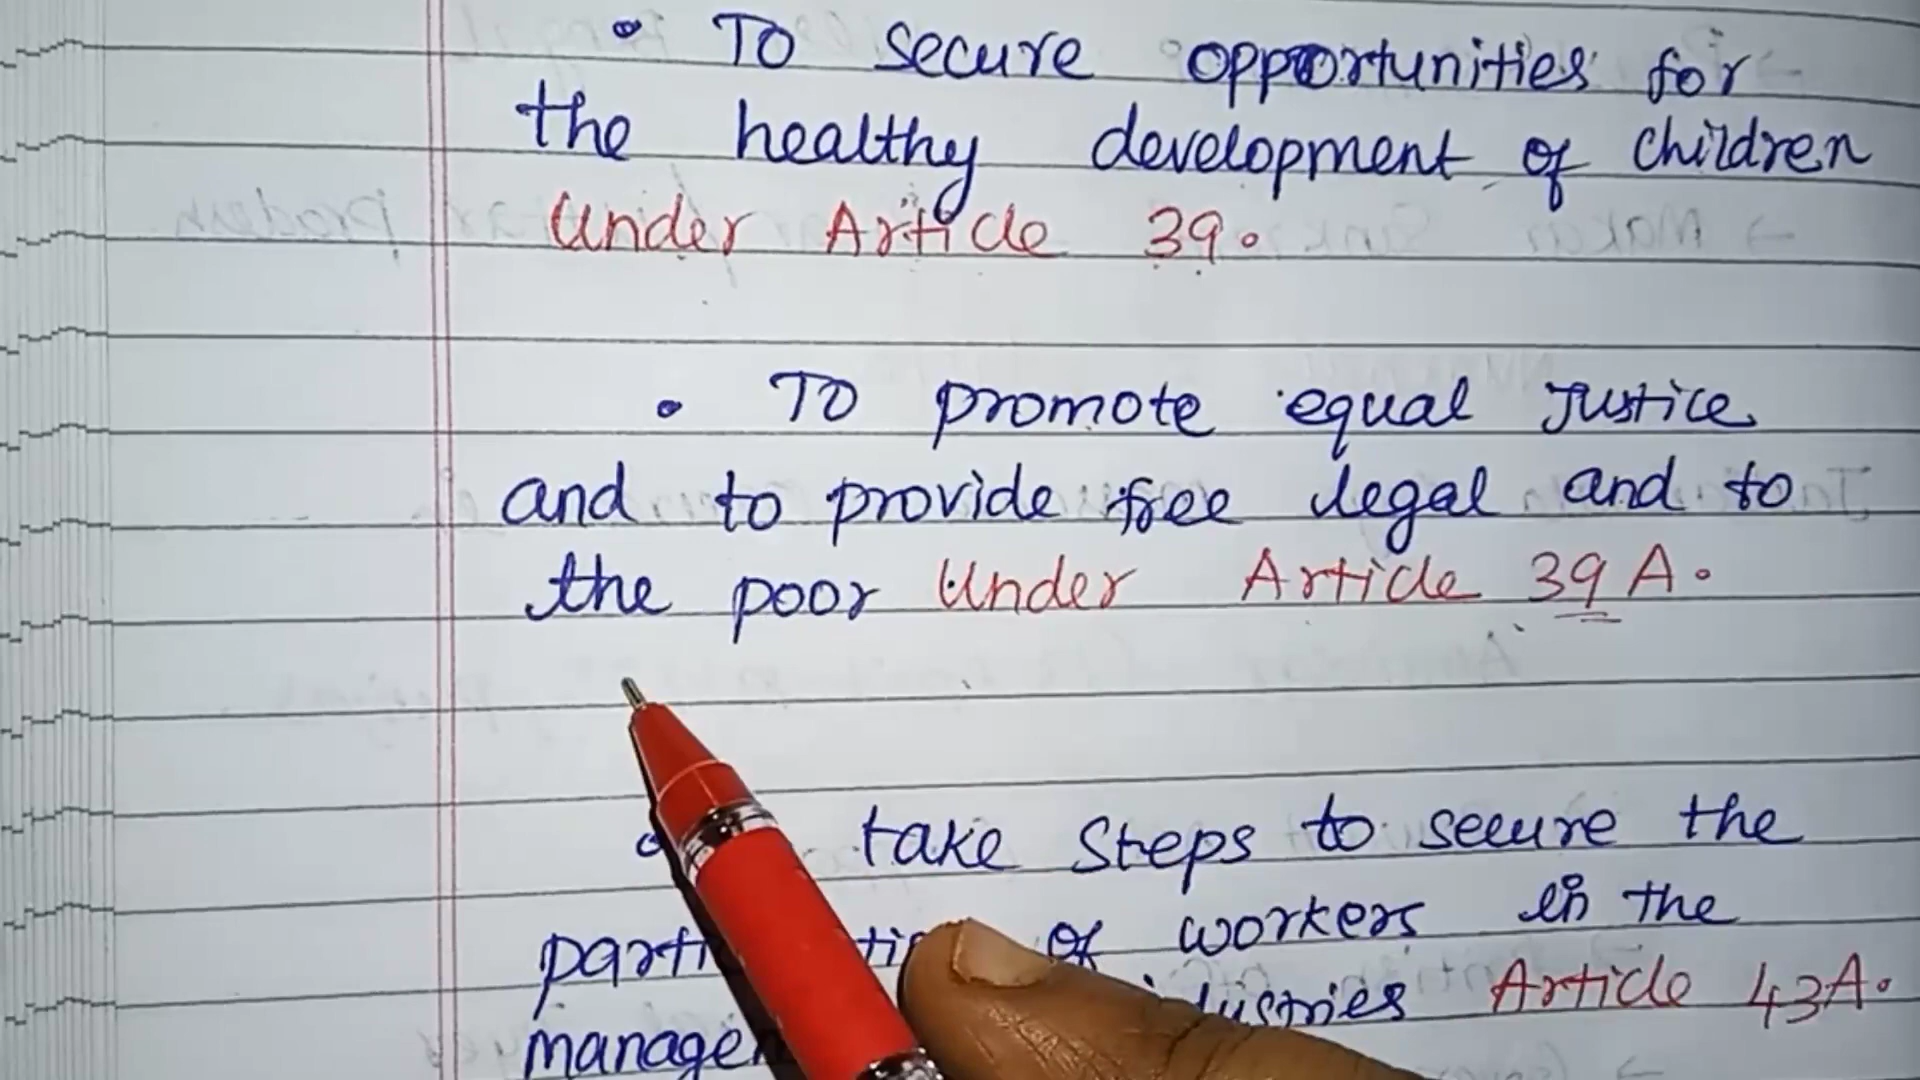 • To secure opportunities for
the healthy development of children
Under Article 39.
• To promote equal Justice
and to provide free legal and to
the poor Under Article 39 A.
take Steps to secure the
of workers in the
Article 43A.